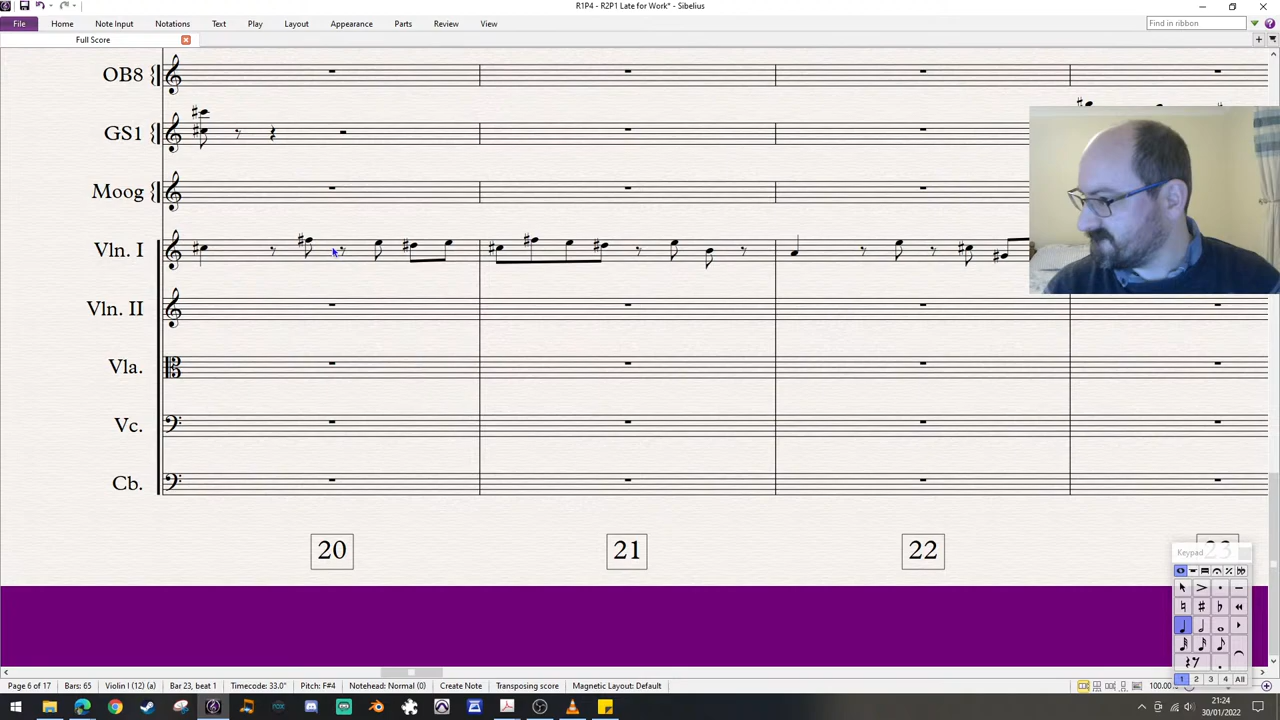 R1P4 - R2P1 Late for Work* - Sibelius
File Home Note Input Notations Text Play Layout Appearance Parts Review View Find in ribbon
Full Score
OB8
GS1
Moog
Vln. I
Vln. II
Vla.
Vc.
Cb.
20 21 22 23
Keypad
1 2 3 4 All
Page 6 of 17 Bars: 65 Violin I (12) (a) Bar 23, beat 1 Timecode: 33.0" Pitch: F#4 Notehead: Normal (0) Create Note Transposing score Magnetic Layout: Default 100.00
21:24
30/01/2022